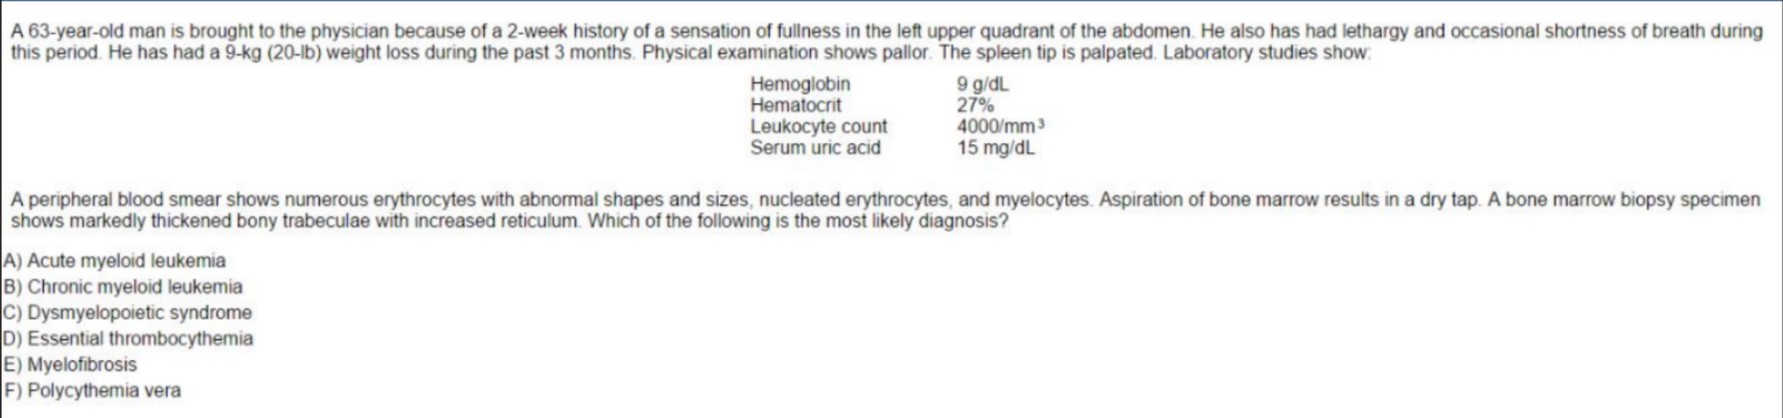 A 63-year-old man is brought to the physician because of a 2-week history of a sensation of fullness in the left upper quadrant of the abdomen. He also has had lethargy and occasional shortness of breath during
this period. He has had a 9-kg (20-lb) weight loss during the past 3 months. Physical examination shows pallor. The spleen tip is palpated. Laboratory studies show:
Hemoglobin 9 g/dL
Hematocrit 27%
Leukocyte count 4000/mm³
Serum uric acid 15 mg/dL
A peripheral blood smear shows numerous erythrocytes with abnormal shapes and sizes, nucleated erythrocytes, and myelocytes. Aspiration of bone marrow results in a dry tap. A bone marrow biopsy specimen
shows markedly thickened bony trabeculae with increased reticulum. Which of the following is the most likely diagnosis?
A) Acute myeloid leukemia
B) Chronic myeloid leukemia
C) Dysmyelopoietic syndrome
D) Essential thrombocythemia
E) Myelofibrosis
F) Polycythemia vera